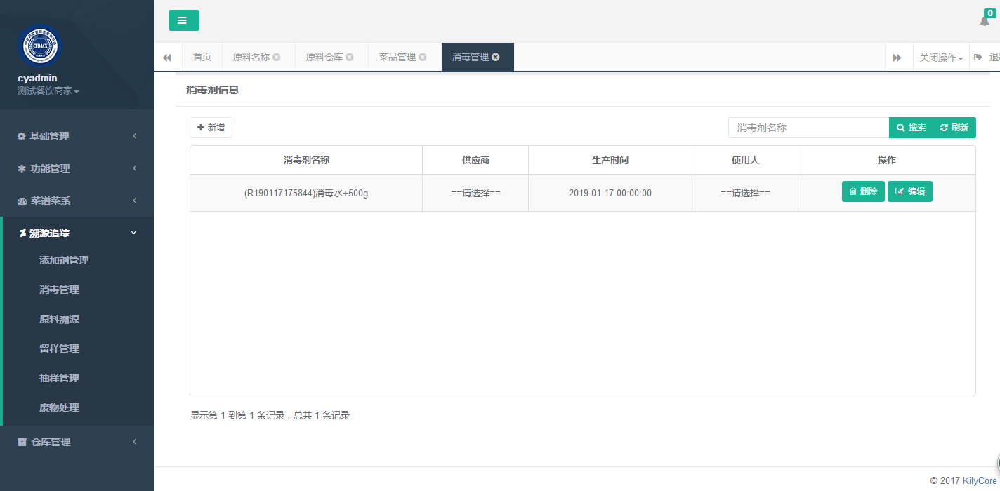 CFDACX
cyadmin
测试餐饮商家
基础管理
功能管理
菜谱菜系
溯源追踪
添加剂管理
消毒管理
原料溯源
留样管理
抽样管理
废物处理
仓库管理
0
首页 原料名称 原料仓库 菜品管理 消毒管理 关闭操作
消毒剂信息
新增 消毒剂名称 搜索 刷新
消毒剂名称 供应商 生产时间 使用人 操作
(R190117175844)消毒水+500g ==请选择== 2019-01-17 00:00:00 ==请选择== 删除 编辑
显示第 1 到第 1 条记录，总共 1 条记录
© 2017 KilyCore